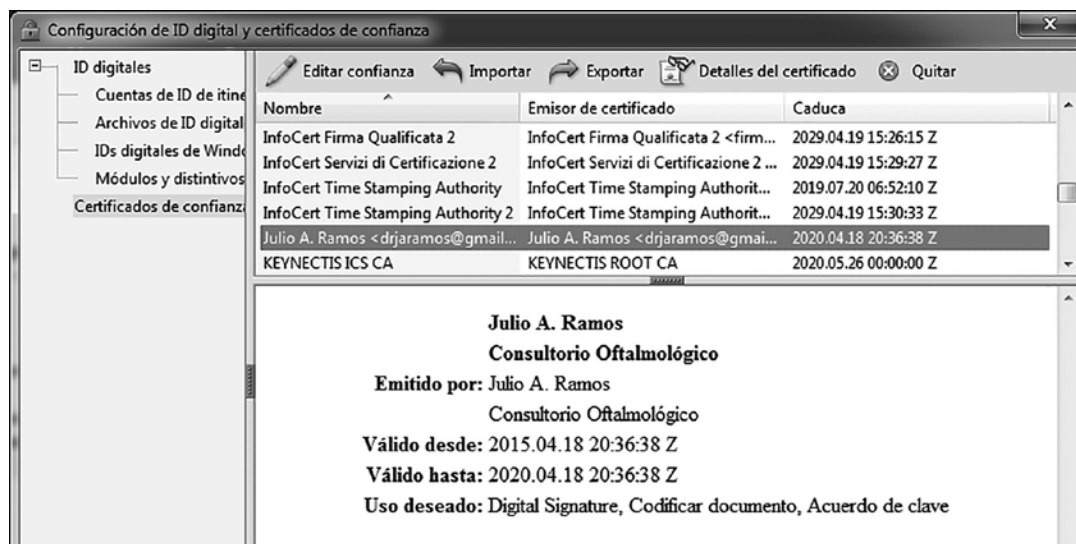 Configuración de ID digital y certificados de confianza
x
ID digitales
Cuentas de ID de itine
Archivos de ID digital
IDs digitales de Windo
Módulos y distintivos
Certificados de confianza
Editar confianza Importar Exportar Detalles del certificado Quitar
Nombre Emisor de certificado Caduca
InfoCert Firma Qualificata 2 InfoCert Firma Qualificata 2 <firm... 2029.04.19 15:26:15 Z
InfoCert Servizi di Certificazione 2 InfoCert Servizi di Certificazione 2 ... 2029.04.19 15:29:27 Z
InfoCert Time Stamping Authority InfoCert Time Stamping Authorit... 2019.07.20 06:52:10 Z
InfoCert Time Stamping Authority 2 InfoCert Time Stamping Authorit... 2029.04.19 15:30:33 Z
Julio A. Ramos <drjaramos@gmail... Julio A. Ramos <drjaramos@gmai... 2020.04.18 20:36:38 Z
KEYNECTIS ICS CA KEYNECTIS ROOT CA 2020.05.26 00:00:00 Z
Julio A. Ramos
Consultorio Oftalmológico
Emitido por: Julio A. Ramos
Consultorio Oftalmológico
Válido desde: 2015.04.18 20:36:38 Z
Válido hasta: 2020.04.18 20:36:38 Z
Uso deseado: Digital Signature, Codificar documento, Acuerdo de clave